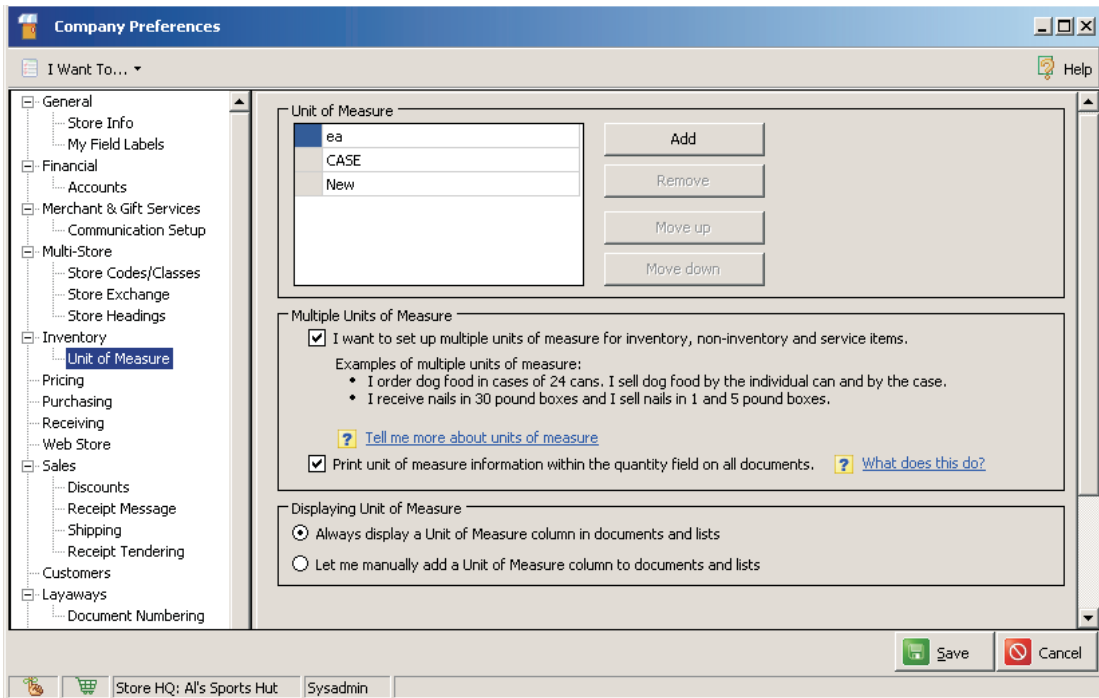 Company Preferences
I Want To...
Help
General
Store Info
My Field Labels
Financial
Accounts
Merchant & Gift Services
Communication Setup
Multi-Store
Store Codes/Classes
Store Exchange
Store Headings
Inventory
Unit of Measure
Pricing
Purchasing
Receiving
Web Store
Sales
Discounts
Receipt Message
Shipping
Receipt Tendering
Customers
Layaways
Document Numbering
Unit of Measure
ea
CASE
New
Add
Remove
Move up
Move down
Multiple Units of Measure
I want to set up multiple units of measure for inventory, non-inventory and service items.
Examples of multiple units of measure:
• I order dog food in cases of 24 cans. I sell dog food by the individual can and by the case.
• I receive nails in 30 pound boxes and I sell nails in 1 and 5 pound boxes.
? Tell me more about units of measure
Print unit of measure information within the quantity field on all documents. ? What does this do?
Displaying Unit of Measure
Always display a Unit of Measure column in documents and lists
Let me manually add a Unit of Measure column to documents and lists
Save
Cancel
Store HQ: Al's Sports Hut
Sysadmin